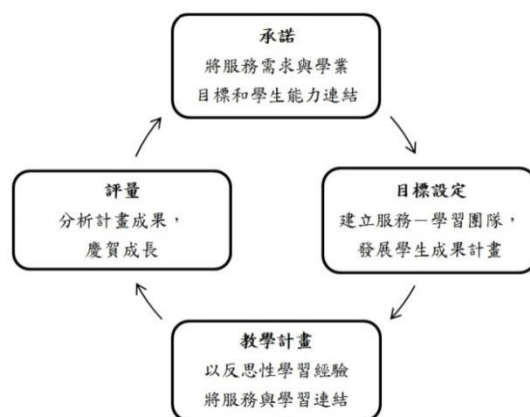 承諾
將服務需求與學業
目標和學生能力連結
目標設定
建立服務－學習團隊，
發展學生成果計畫
教學計畫
以反思性學習經驗
將服務與學習連結
評量
分析計畫成果，
慶賀成長